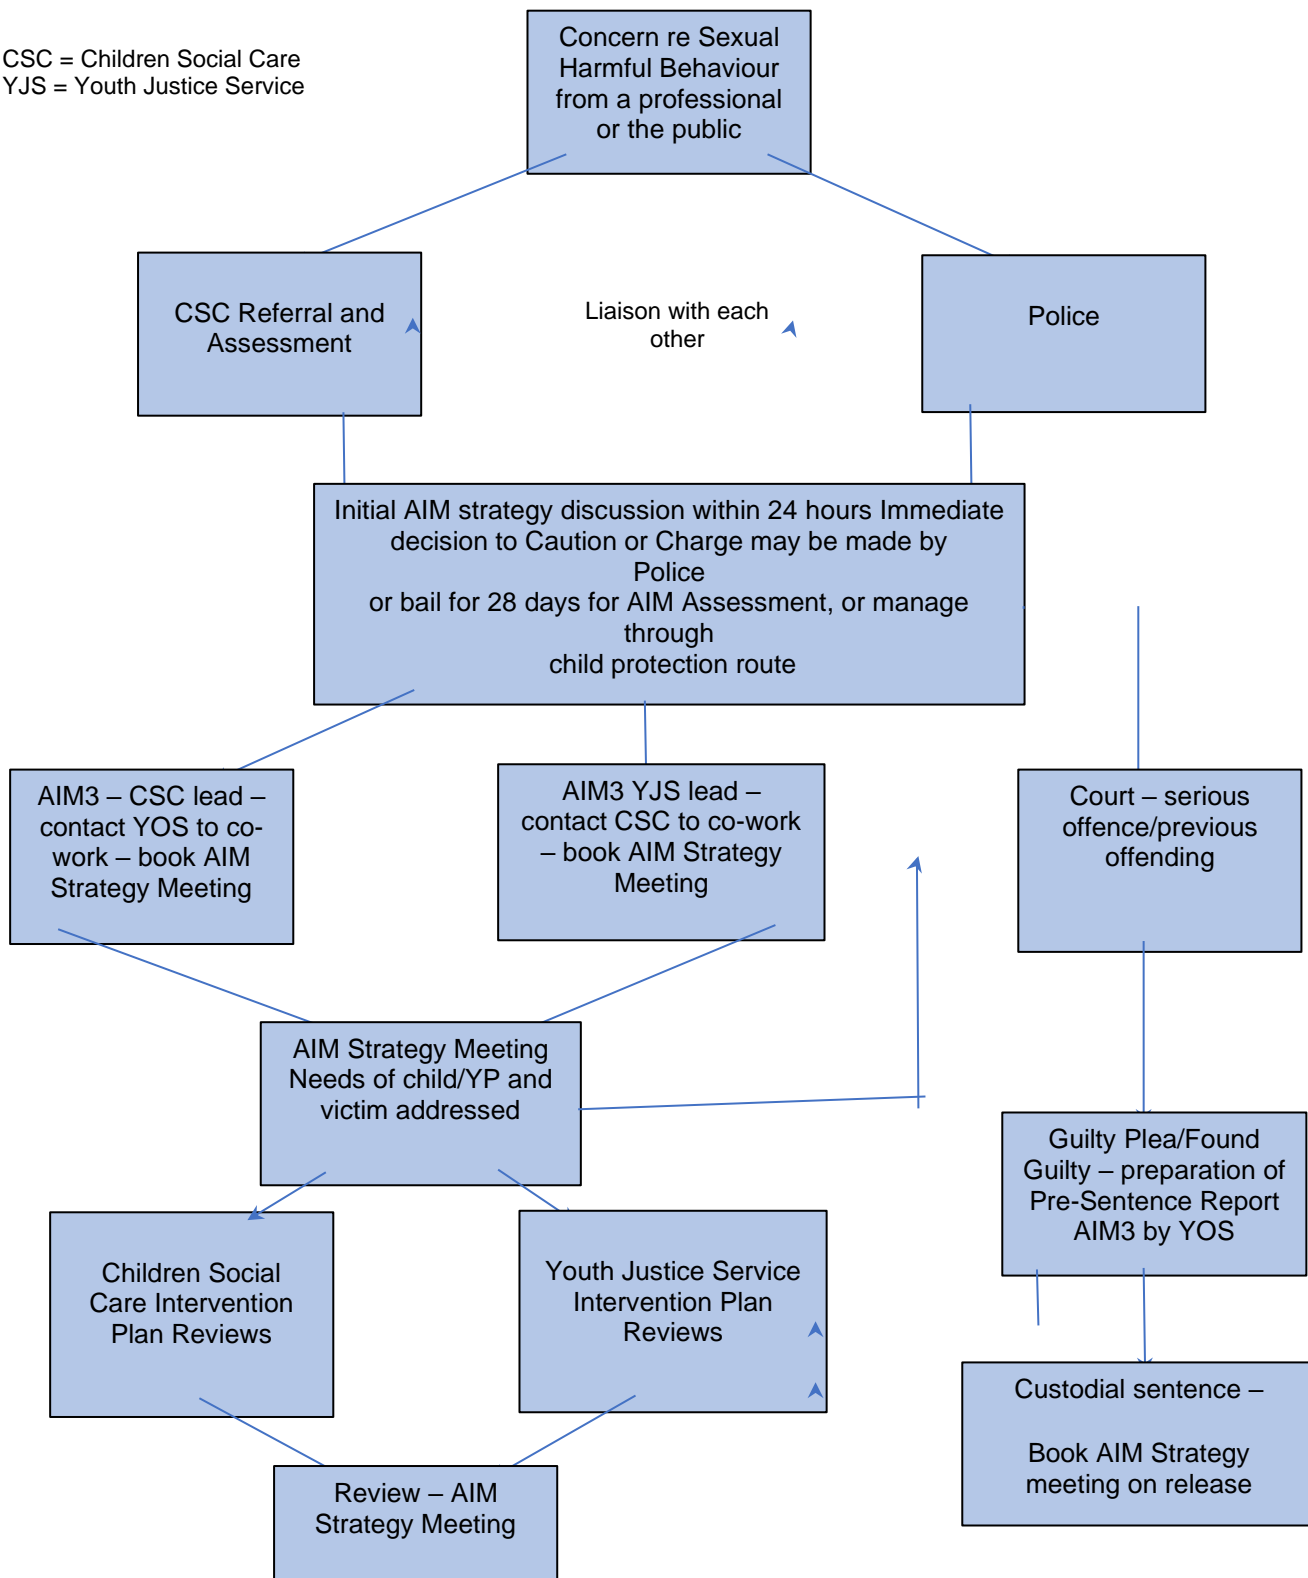 CSC = Children Social Care
YJS = Youth Justice Service
Concern re Sexual
Harmful Behaviour
from a professional
or the public
CSC Referral and
Assessment
Liaison with each
other
Police
Initial AIM strategy discussion within 24 hours Immediate
decision to Caution or Charge may be made by
Police
or bail for 28 days for AIM Assessment, or manage
through
child protection route
AIM3 – CSC lead –
contact YOS to co-
work – book AIM
Strategy Meeting
AIM3 YJS lead –
contact CSC to co-work
– book AIM Strategy
Meeting
Court – serious
offence/previous
offending
AIM Strategy Meeting
Needs of child/YP and
victim addressed
Guilty Plea/Found
Guilty – preparation of
Pre-Sentence Report
AIM3 by YOS
Children Social
Care Intervention
Plan Reviews
Youth Justice Service
Intervention Plan
Reviews
Custodial sentence –
Book AIM Strategy
meeting on release
Review – AIM
Strategy Meeting